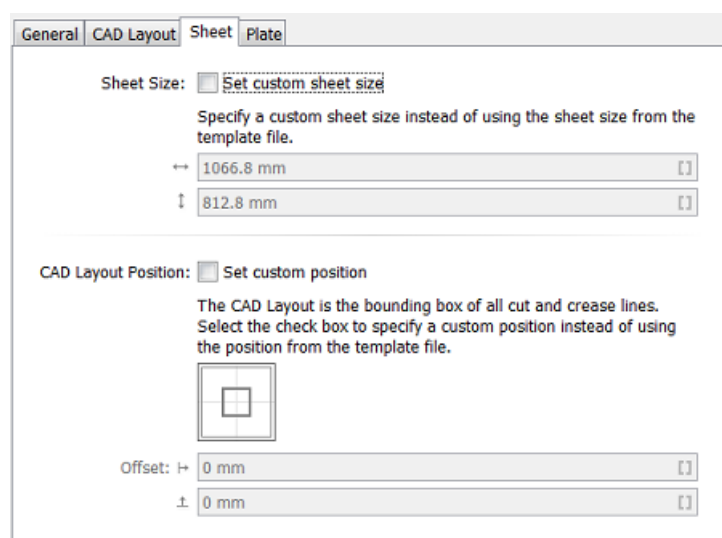 General CAD Layout Sheet Plate
Sheet Size: Set custom sheet size
Specify a custom sheet size instead of using the sheet size from the
template file.
1066.8 mm []
812.8 mm []
CAD Layout Position: Set custom position
The CAD Layout is the bounding box of all cut and crease lines.
Select the check box to specify a custom position instead of using
the position from the template file.
Offset: 0 mm []
0 mm []